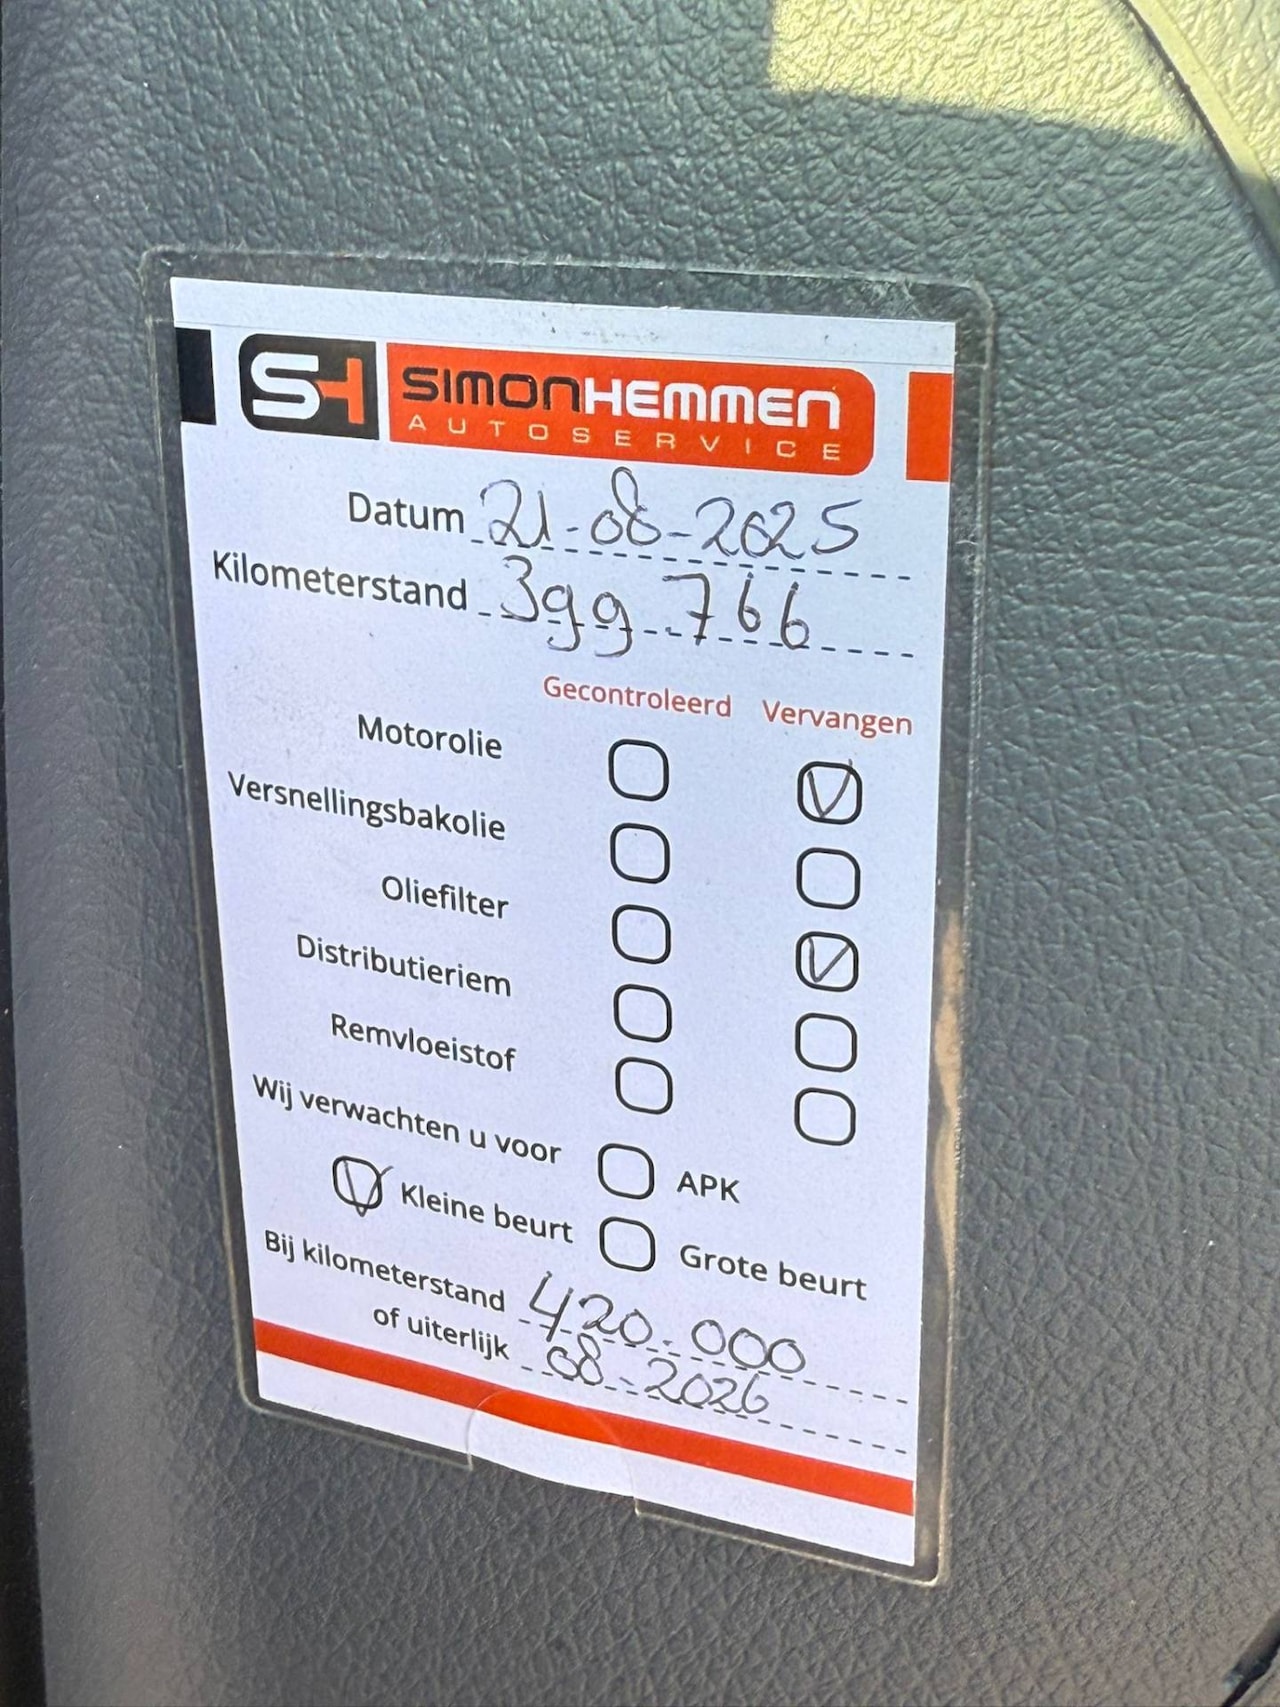 SH SIMONHEMMEN
AUTOSERVICE
Datum 21-08-2025
Kilometerstand 399.766
Gecontroleerd Vervangen
Motorolie
Versnellingsbakolie
Oliefilter
Distributieriem
Remvloeistof
Wij verwachten u voor APK
Kleine beurt Grote beurt
Bij kilometerstand 420.000
of uiterlijk 08-2026